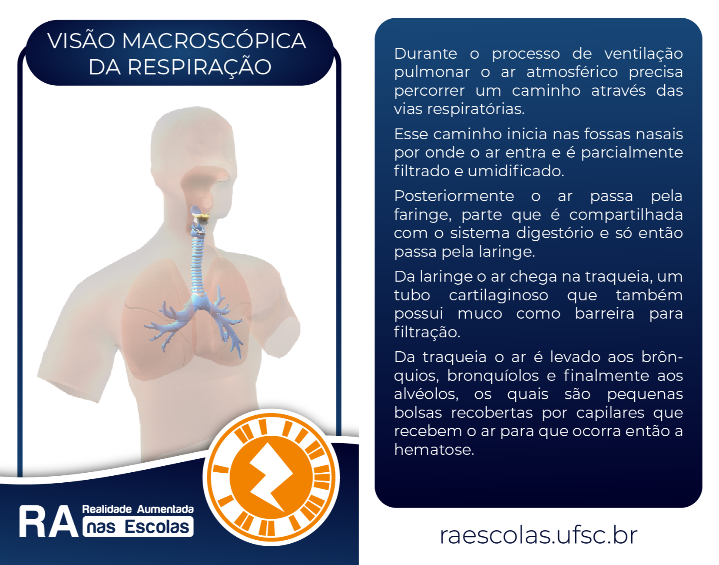 VISÃO MACROSCÓPICA
DA RESPIRAÇÃO
RA Realidade Aumentada
nas Escolas
Durante o processo de ventilação
pulmonar o ar atmosférico precisa
percorrer um caminho através das
vias respiratórias.
Esse caminho inicia nas fossas nasais
por onde o ar entra e é parcialmente
filtrado e umidificado.
Posteriormente o ar passa pela
faringe, parte que é compartilhada
com o sistema digestório e só então
passa pela laringe.
Da laringe o ar chega na traqueia, um
tubo cartilaginoso que também
possui muco como barreira para
filtração.
Da traqueia o ar é levado aos brôn-
quios, bronquíolos e finalmente aos
alvéolos, os quais são pequenas
bolsas recobertas por capilares que
recebem o ar para que ocorra então a
hematose.
raescolas.ufsc.br